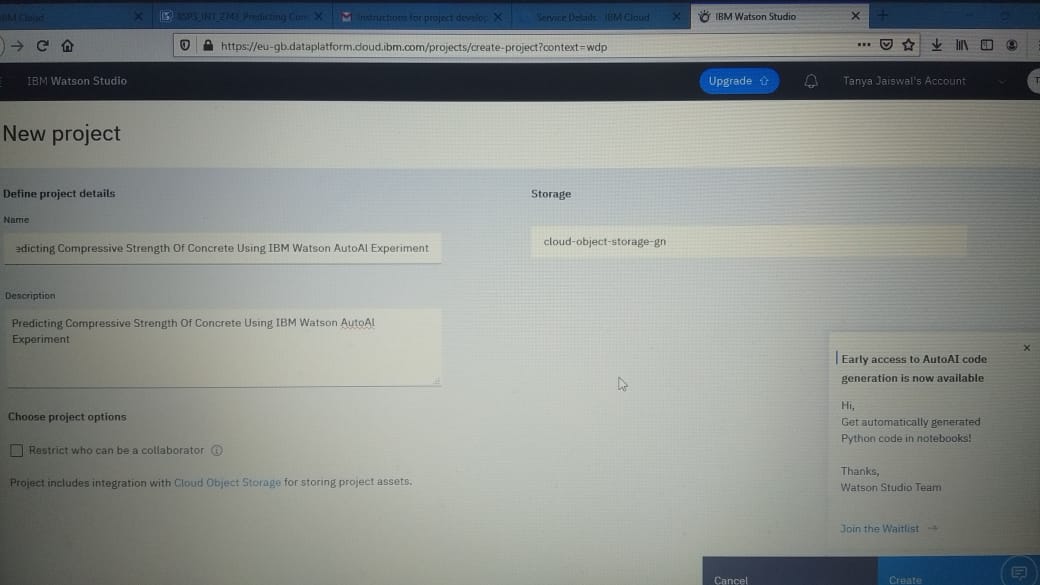 IBM Cloud
SSP3_INT_2743_Predicting Com
Instructions for project develop
Service Details - IBM Cloud
IBM Watson Studio
https://eu-gb.dataplatform.cloud.ibm.com/projects/create-project?context=wdp
IBM Watson Studio
Upgrade
Tanya Jaiswal's Account
T
New project
Define project details
Storage
Name
edicting Compressive Strength Of Concrete Using IBM Watson AutoAI Experiment
cloud-object-storage-gn
Description
Predicting Compressive Strength Of Concrete Using IBM Watson AutoAI
Experiment
Early access to AutoAI code
generation is now available
Hi,
Get automatically generated
Python code in notebooks!
Thanks,
Watson Studio Team
Join the Waitlist →
Choose project options
Restrict who can be a collaborator
Project includes integration with Cloud Object Storage for storing project assets.
Cancel
Create